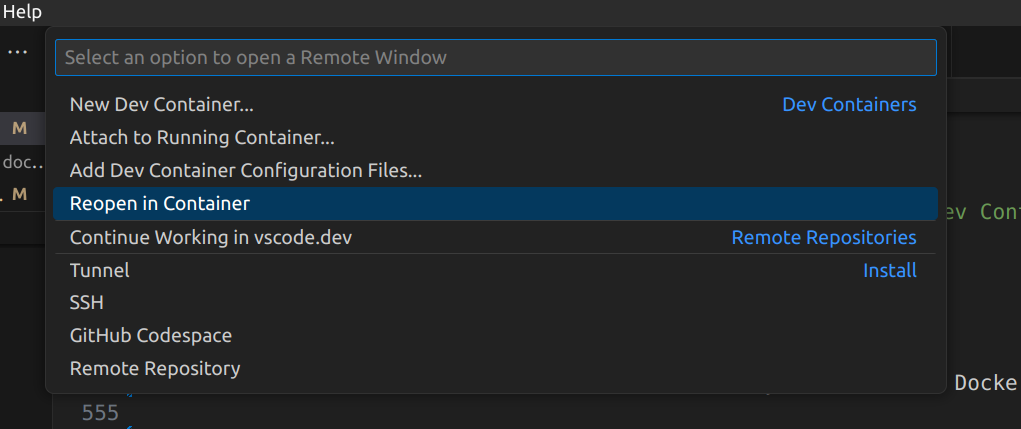 Help
...
Select an option to open a Remote Window
New Dev Container... Dev Containers
M
Attach to Running Container...
doc...
Add Dev Container Configuration Files...
. M
Reopen in Container
ev Con
Continue Working in vscode.dev Remote Repositories
Tunnel Install
SSH
GitHub Codespace
Remote Repository
Docke
555